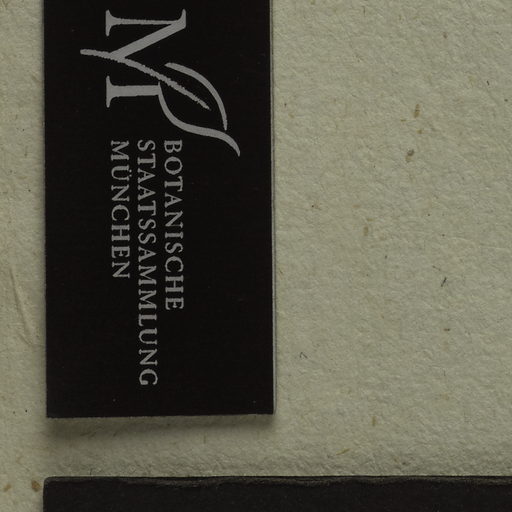 M
BOTANISCHE
STAATSSAMMLUNG
MÜNCHEN